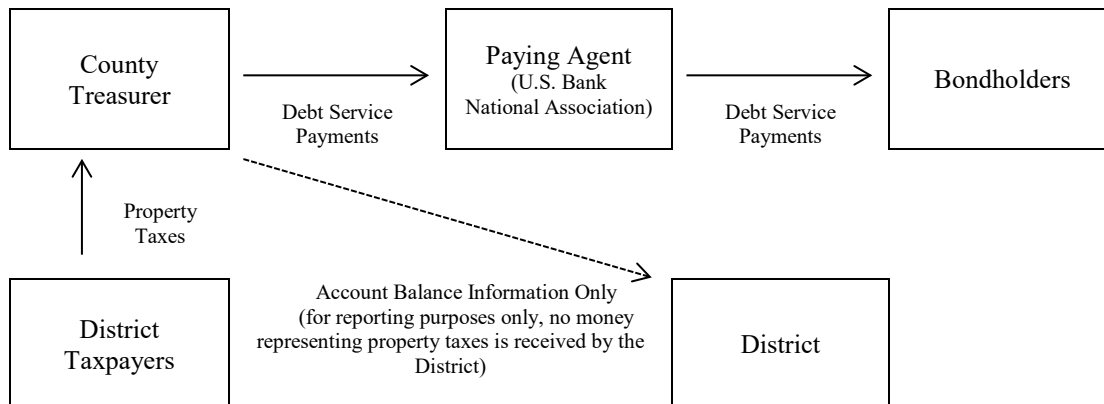 County
Treasurer
Debt Service
Payments
Paying Agent
(U.S. Bank
National Association)
Debt Service
Payments
Bondholders
Property
Taxes
District
Taxpayers
Account Balance Information Only
(for reporting purposes only, no money
representing property taxes is received by the
District)
District